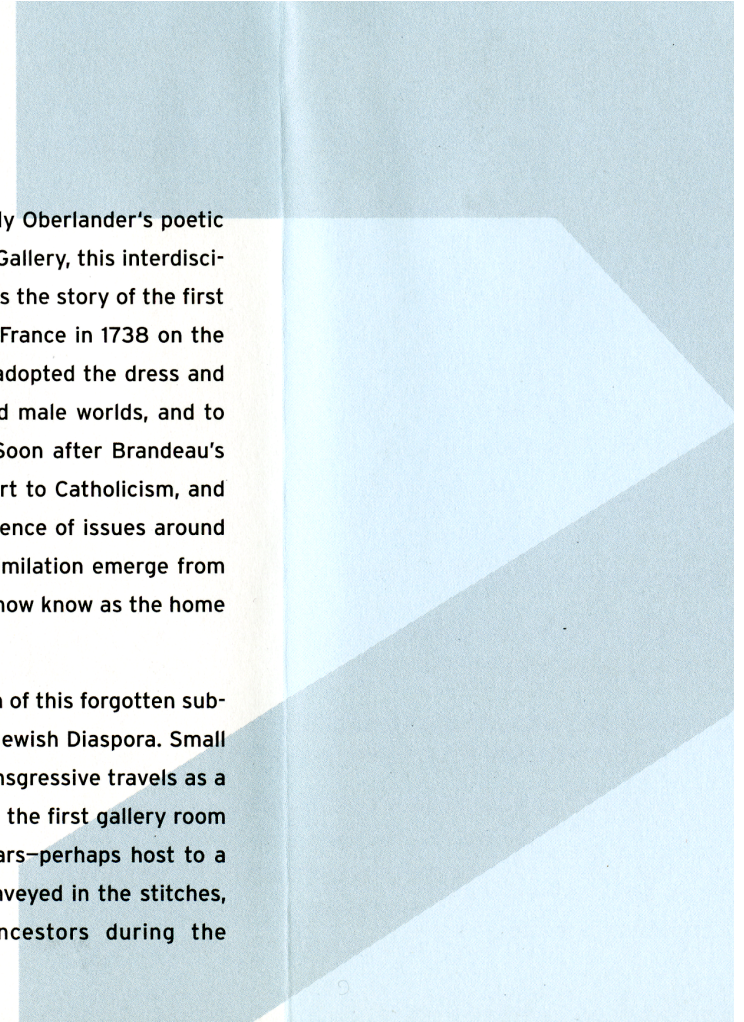 ly Oberlander's poetic
Gallery, this interdisci-
s the story of the first
France in 1738 on the
adopted the dress and
d male worlds, and to
Soon after Brandeau's
rt to Catholicism, and
ence of issues around
milation emerge from
now know as the home
n of this forgotten sub-
ewish Diaspora. Small
nsgressive travels as a
the first gallery room
ars—perhaps host to a
nveyed in the stitches,
ncestors during the